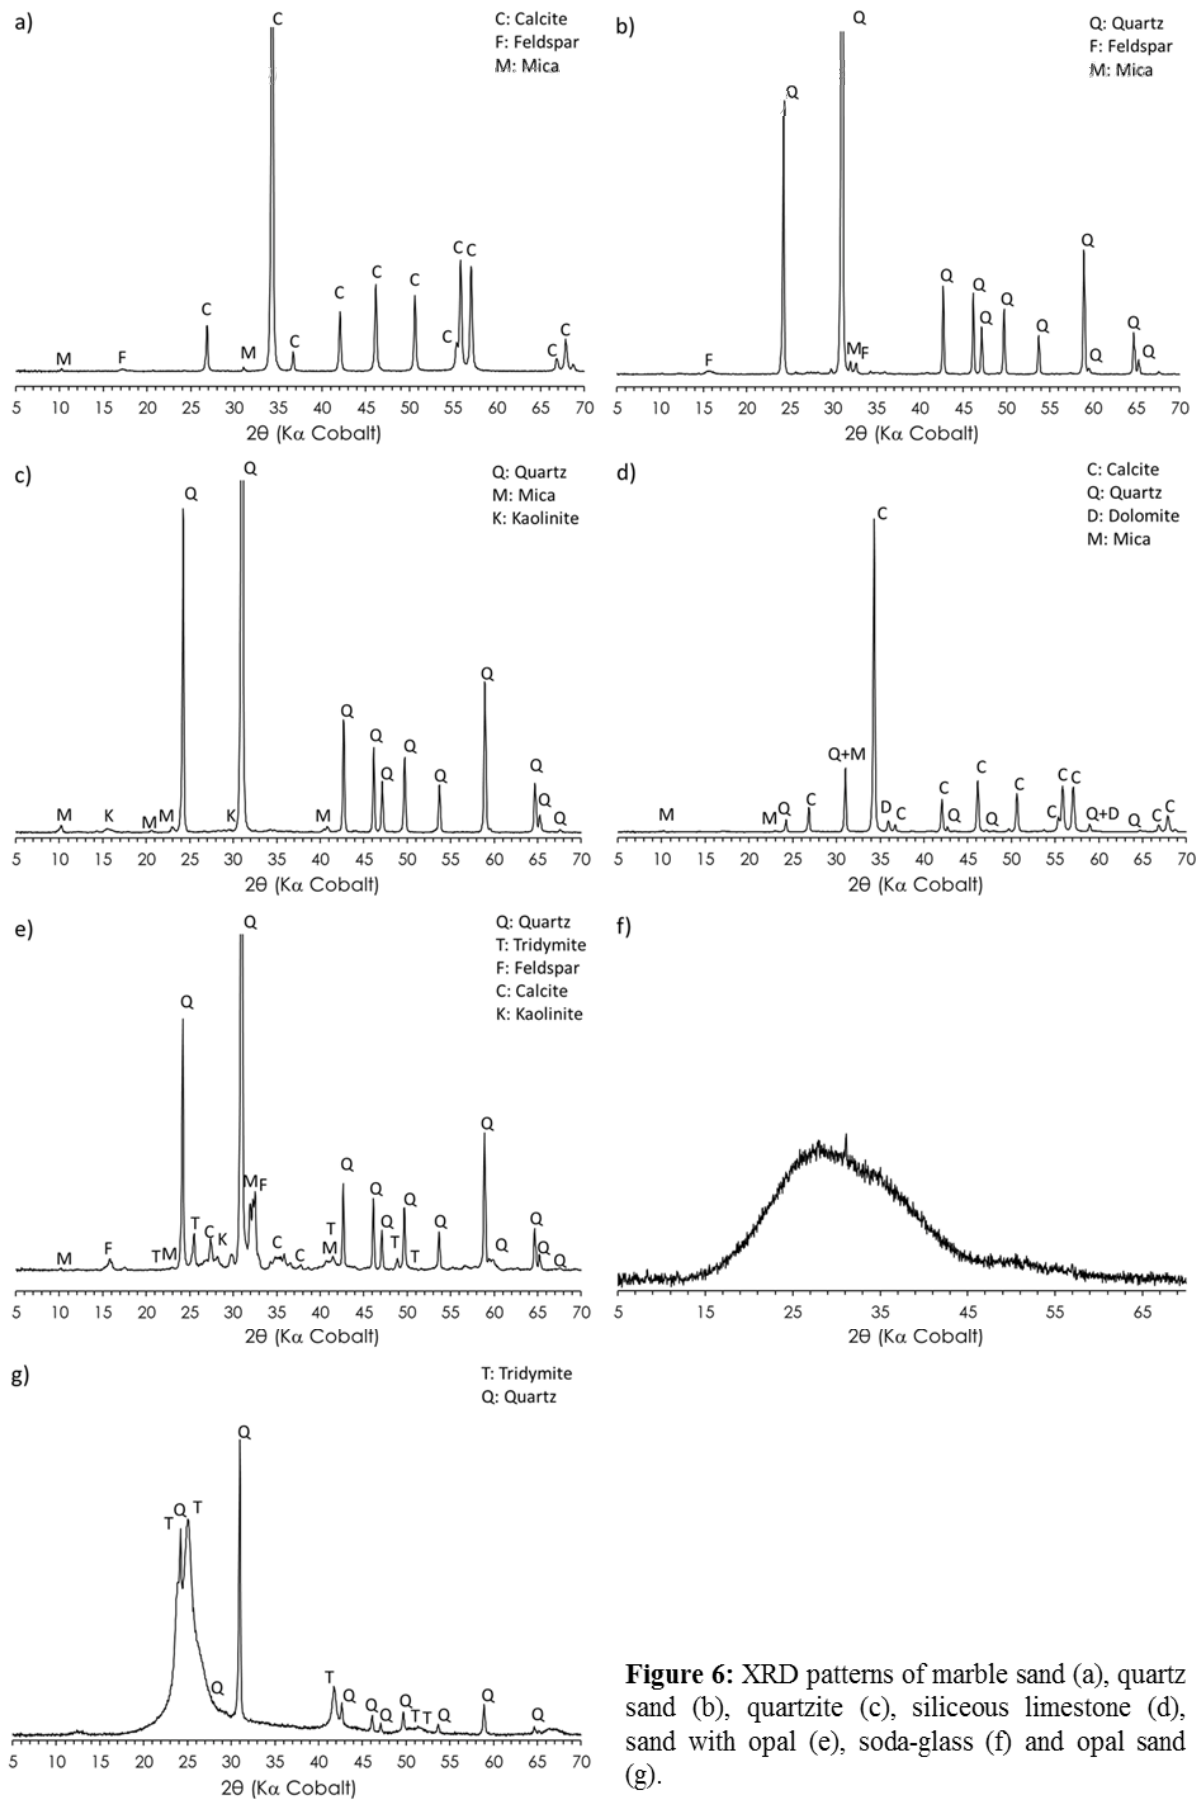 a)
C: Calcite
F: Feldspar
M: Mica
C
C
C
C
C
C
C
C
C
C
C
M
F
M
5 10 15 20 25 30 35 40 45 50 55 60 65 70
2θ (Kα Cobalt)
b)
Q: Quartz
F: Feldspar
M: Mica
Q
Q
Q
Q
Q
Q
Q
Q
Q
Q
Q
F
M F
5 10 15 20 25 30 35 40 45 50 55 60 65 70
2θ (Kα Cobalt)
c)
Q: Quartz
M: Mica
K: Kaolinite
Q
Q
Q
Q
Q
Q
Q
Q
Q
Q
Q
M K M M K M
5 10 15 20 25 30 35 40 45 50 55 60 65 70
2θ (Kα Cobalt)
d)
C: Calcite
Q: Quartz
D: Dolomite
M: Mica
C
Q+M
M M Q C D C C Q C Q C C C C Q+D Q C C
5 10 15 20 25 30 35 40 45 50 55 60 65 70
2θ (Kα Cobalt)
e)
Q: Quartz
T: Tridymite
F: Feldspar
C: Calcite
K: Kaolinite
Q
Q
Q
M F
Q
Q
Q
Q
Q
Q
Q
Q
M F T M T C K C C T M T T
5 10 15 20 25 30 35 40 45 50 55 60 65 70
2θ (Kα Cobalt)
f)
5 15 25 35 45 55 65
2θ (Kα Cobalt)
g)
T: Tridymite
Q: Quartz
Q
T Q T
Q T Q Q Q Q T T Q Q Q
5 10 15 20 25 30 35 40 45 50 55 60 65 70
2θ (Kα Cobalt)
Figure 6: XRD patterns of marble sand (a), quartz
sand (b), quartzite (c), siliceous limestone (d),
sand with opal (e), soda-glass (f) and opal sand
(g).